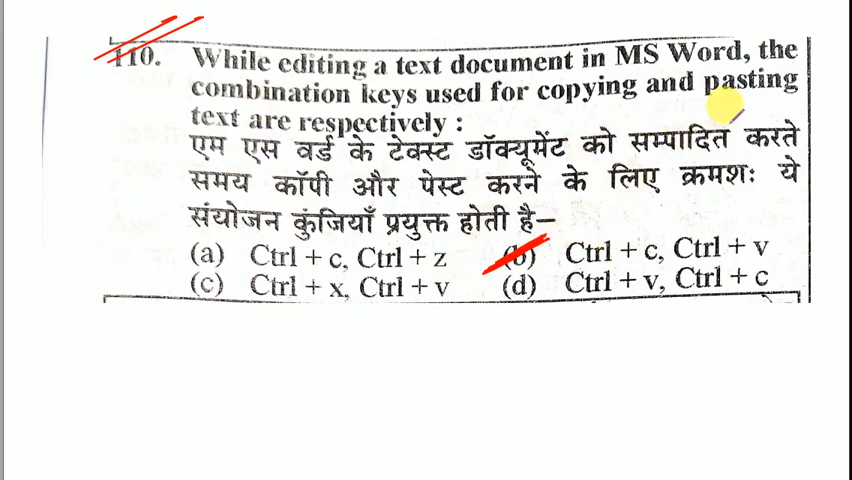 110. While editing a text document in MS Word, the
combination keys used for copying and pasting
text are respectively :
एम एस वर्ड के टेक्स्ट डॉक्यूमेंट को सम्पादित करते
समय कॉपी और पेस्ट करने के लिए क्रमशः ये
संयोजन कुंजियाँ प्रयुक्त होती है–
(a) Ctrl + c, Ctrl + z (b) Ctrl + c, Ctrl + v
(c) Ctrl + x, Ctrl + v (d) Ctrl + v, Ctrl + c